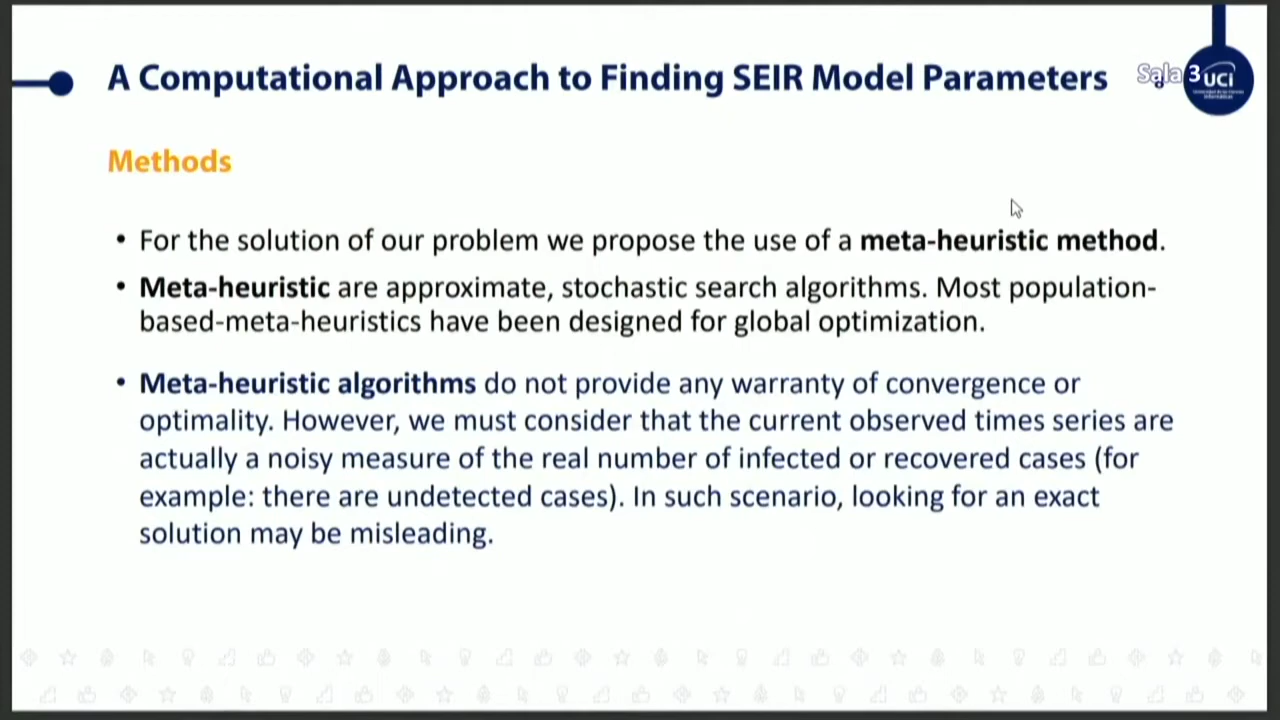 A Computational Approach to Finding SEIR Model Parameters
Sala 3
UCI
Methods
• For the solution of our problem we propose the use of a meta-heuristic method.
• Meta-heuristic are approximate, stochastic search algorithms. Most population-
based-meta-heuristics have been designed for global optimization.
• Meta-heuristic algorithms do not provide any warranty of convergence or
optimality. However, we must consider that the current observed times series are
actually a noisy measure of the real number of infected or recovered cases (for
example: there are undetected cases). In such scenario, looking for an exact
solution may be misleading.